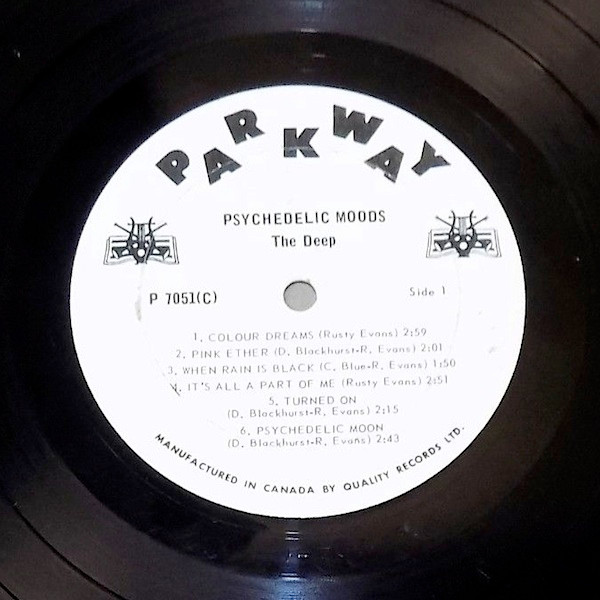 PARKWAY
PSYCHEDELIC MOODS
The Deep
P 7051(C)
Side 1
1. COLOUR DREAMS (Rusty Evans) 2:59
2. PINK ETHER (D. Blackhurst-R. Evans) 2:01
3. WHEN RAIN IS BLACK (C. Blue-R. Evans) 1:50
4. IT'S ALL A PART OF ME (Rusty Evans) 2:51
5. TURNED ON
(D. Blackhurst-R. Evans) 2:15
6. PSYCHEDELIC MOON
(D. Blackhurst-R. Evans) 2:43
MANUFACTURED IN CANADA BY QUALITY RECORDS LTD.